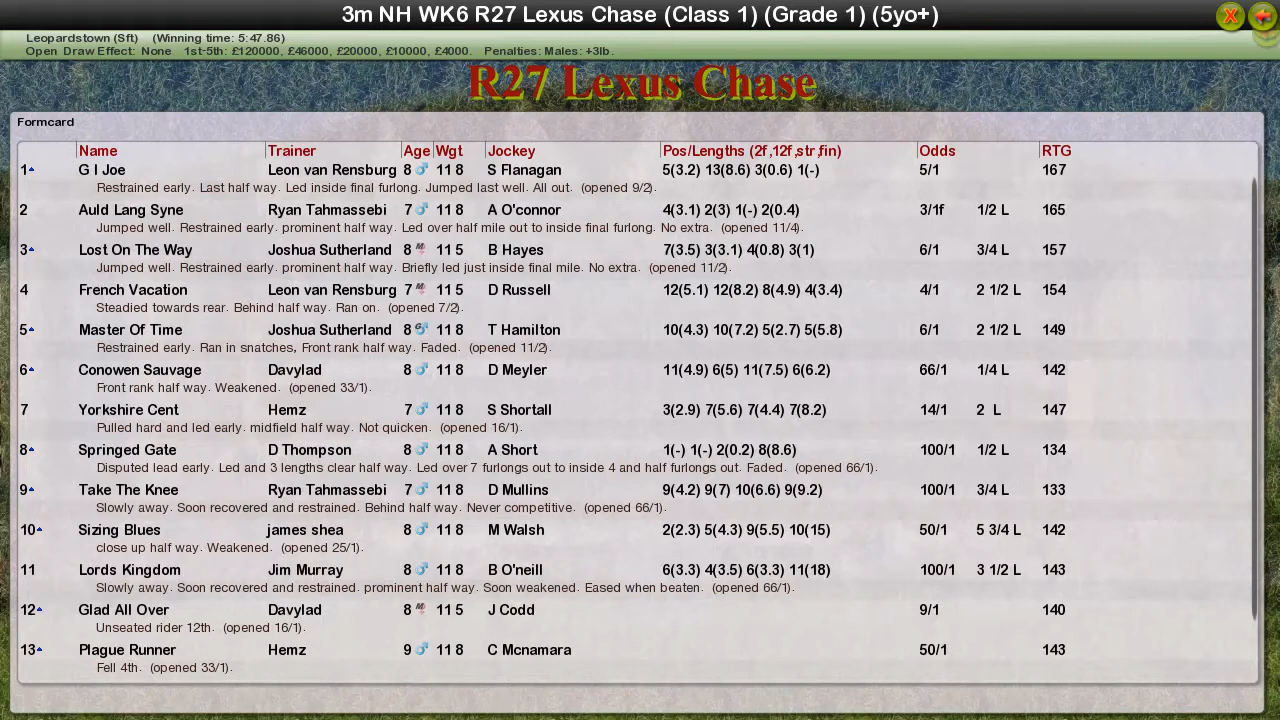 3m NH WK6 R27 Lexus Chase (Class 1) (Grade 1) (5yo+)
Leopardstown (Sft) (Winning time: 5:47.86)
Open Draw Effect: None 1st-5th: £120000, £46000, £20000, £10000, £4000. Penalties: Males: +3lb.
R27 Lexus Chase
Formcard
Name Trainer Age Wgt Jockey Pos/Lengths (2f,12f,str,fin) Odds RTG
1 G I Joe Leon van Rensburg 8 11 8 S Flanagan 5(3.2) 13(8.6) 3(0.6) 1(-) 5/1 167
Restrained early. Last half way. Led inside final furlong. Jumped last well. All out. (opened 9/2).
2 Auld Lang Syne Ryan Tahmassebi 7 11 8 A O'connor 4(3.1) 2(3) 1(-) 2(0.4) 3/1f 1/2 L 165
Jumped well. Restrained early. prominent half way. Led over half mile out to inside final furlong. No extra. (opened 11/4).
3 Lost On The Way Joshua Sutherland 8 11 5 B Hayes 7(3.5) 3(3.1) 4(0.8) 3(1) 6/1 3/4 L 157
Jumped well. Restrained early. prominent half way. Briefly led just inside final mile. No extra. (opened 11/2).
4 French Vacation Leon van Rensburg 7 11 5 D Russell 12(5.1) 12(8.2) 8(4.9) 4(3.4) 4/1 2 1/2 L 154
Steadied towards rear. Behind half way. Ran on. (opened 7/2).
5 Master Of Time Joshua Sutherland 8 11 8 T Hamilton 10(4.3) 10(7.2) 5(2.7) 5(5.8) 6/1 2 1/2 L 149
Restrained early. Ran in snatches, Front rank half way. Faded. (opened 11/2).
6 Conowen Sauvage Davylad 8 11 8 D Meyler 11(4.9) 6(5) 11(7.5) 6(6.2) 66/1 1/4 L 142
Front rank half way. Weakened. (opened 33/1).
7 Yorkshire Cent Hemz 7 11 8 S Shortall 3(2.9) 7(5.6) 7(4.4) 7(8.2) 14/1 2 L 147
Pulled hard and led early. midfield half way. Not quicken. (opened 16/1).
8 Springed Gate D Thompson 8 11 8 A Short 1(-) 1(-) 2(0.2) 8(8.6) 100/1 1/2 L 134
Disputed lead early. Led and 3 lengths clear half way. Led over 7 furlongs out to inside 4 and half furlongs out. Faded. (opened 66/1).
9 Take The Knee Ryan Tahmassebi 7 11 8 D Mullins 9(4.2) 9(7) 10(6.6) 9(9.2) 100/1 3/4 L 133
Slowly away. Soon recovered and restrained. Behind half way. Never competitive. (opened 66/1).
10 Sizing Blues james shea 8 11 8 M Walsh 2(2.3) 5(4.3) 9(5.5) 10(15) 50/1 5 3/4 L 142
close up half way. Weakened. (opened 25/1).
11 Lords Kingdom Jim Murray 8 11 8 B O'neill 6(3.3) 4(3.5) 6(3.3) 11(18) 100/1 3 1/2 L 143
Slowly away. Soon recovered and restrained. prominent half way. Soon weakened. Eased when beaten. (opened 66/1).
12 Glad All Over Davylad 8 11 5 J Codd 9/1 140
Unseated rider 12th. (opened 16/1).
13 Plague Runner Hemz 9 11 8 C Mcnamara 50/1 143
Fell 4th. (opened 33/1).